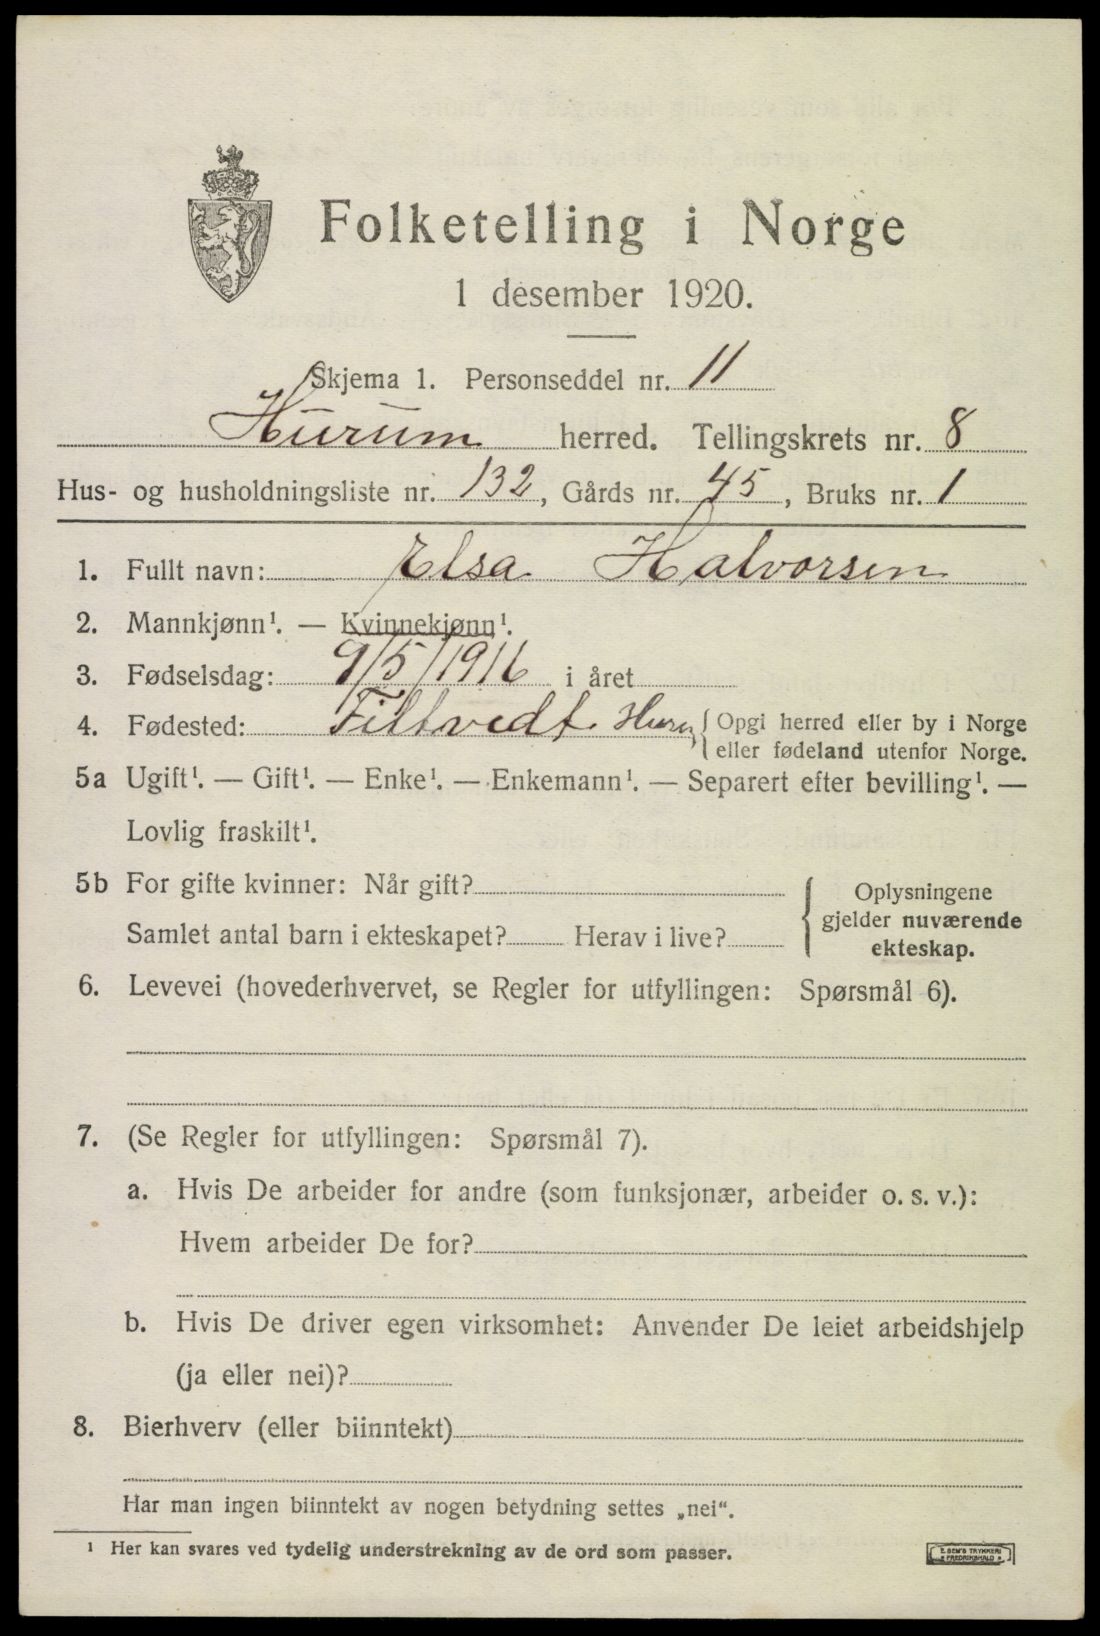 Folketelling i Norge
1 desember 1920.
Skjema 1. Personseddel nr. 11
Hurum herred. Tellingskrets nr. 8
Hus- og husholdningsliste nr. 132, Gårds nr. 45, Bruks nr. 1
1. Fullt navn: Elsa Halvorsen
2. Mannkjønn¹. — Kvinnekjønn¹.
3. Fødselsdag: 9/5/1916 i året
4. Fødested: Filtvedt Hurum { Opgi herred eller by i Norge
eller fødeland utenfor Norge.
5a Ugift¹. — Gift¹. — Enke¹. — Enkemann¹. — Separert efter bevilling¹. —
Lovlig fraskilt¹.
5b For gifte kvinner: Når gift?
Samlet antal barn i ekteskapet? Herav i live?
Oplysningene
gjelder nuværende
ekteskap.
6. Levevei (hovederhvervet, se Regler for utfyllingen: Spørsmål 6).
7. (Se Regler for utfyllingen: Spørsmål 7).
a. Hvis De arbeider for andre (som funksjonær, arbeider o. s. v.):
Hvem arbeider De for?
b. Hvis De driver egen virksomhet: Anvender De leiet arbeidshjelp
(ja eller nei)?
8. Bierhverv (eller biinntekt)
Har man ingen biinntekt av nogen betydning settes „nei“.
¹ Her kan svares ved tydelig understrekning av de ord som passer.
E. SEM'S TRYKKERI
FREDRIKSHALD